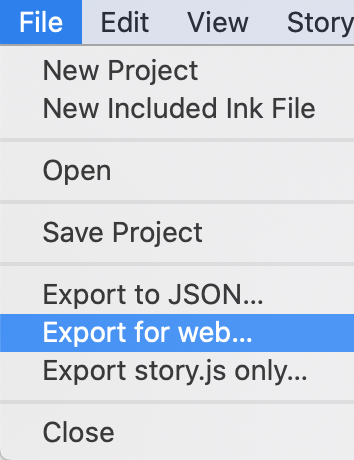 File Edit View Story
New Project
New Included Ink File
Open
Save Project
Export to JSON...
Export for web...
Export story.js only...
Close